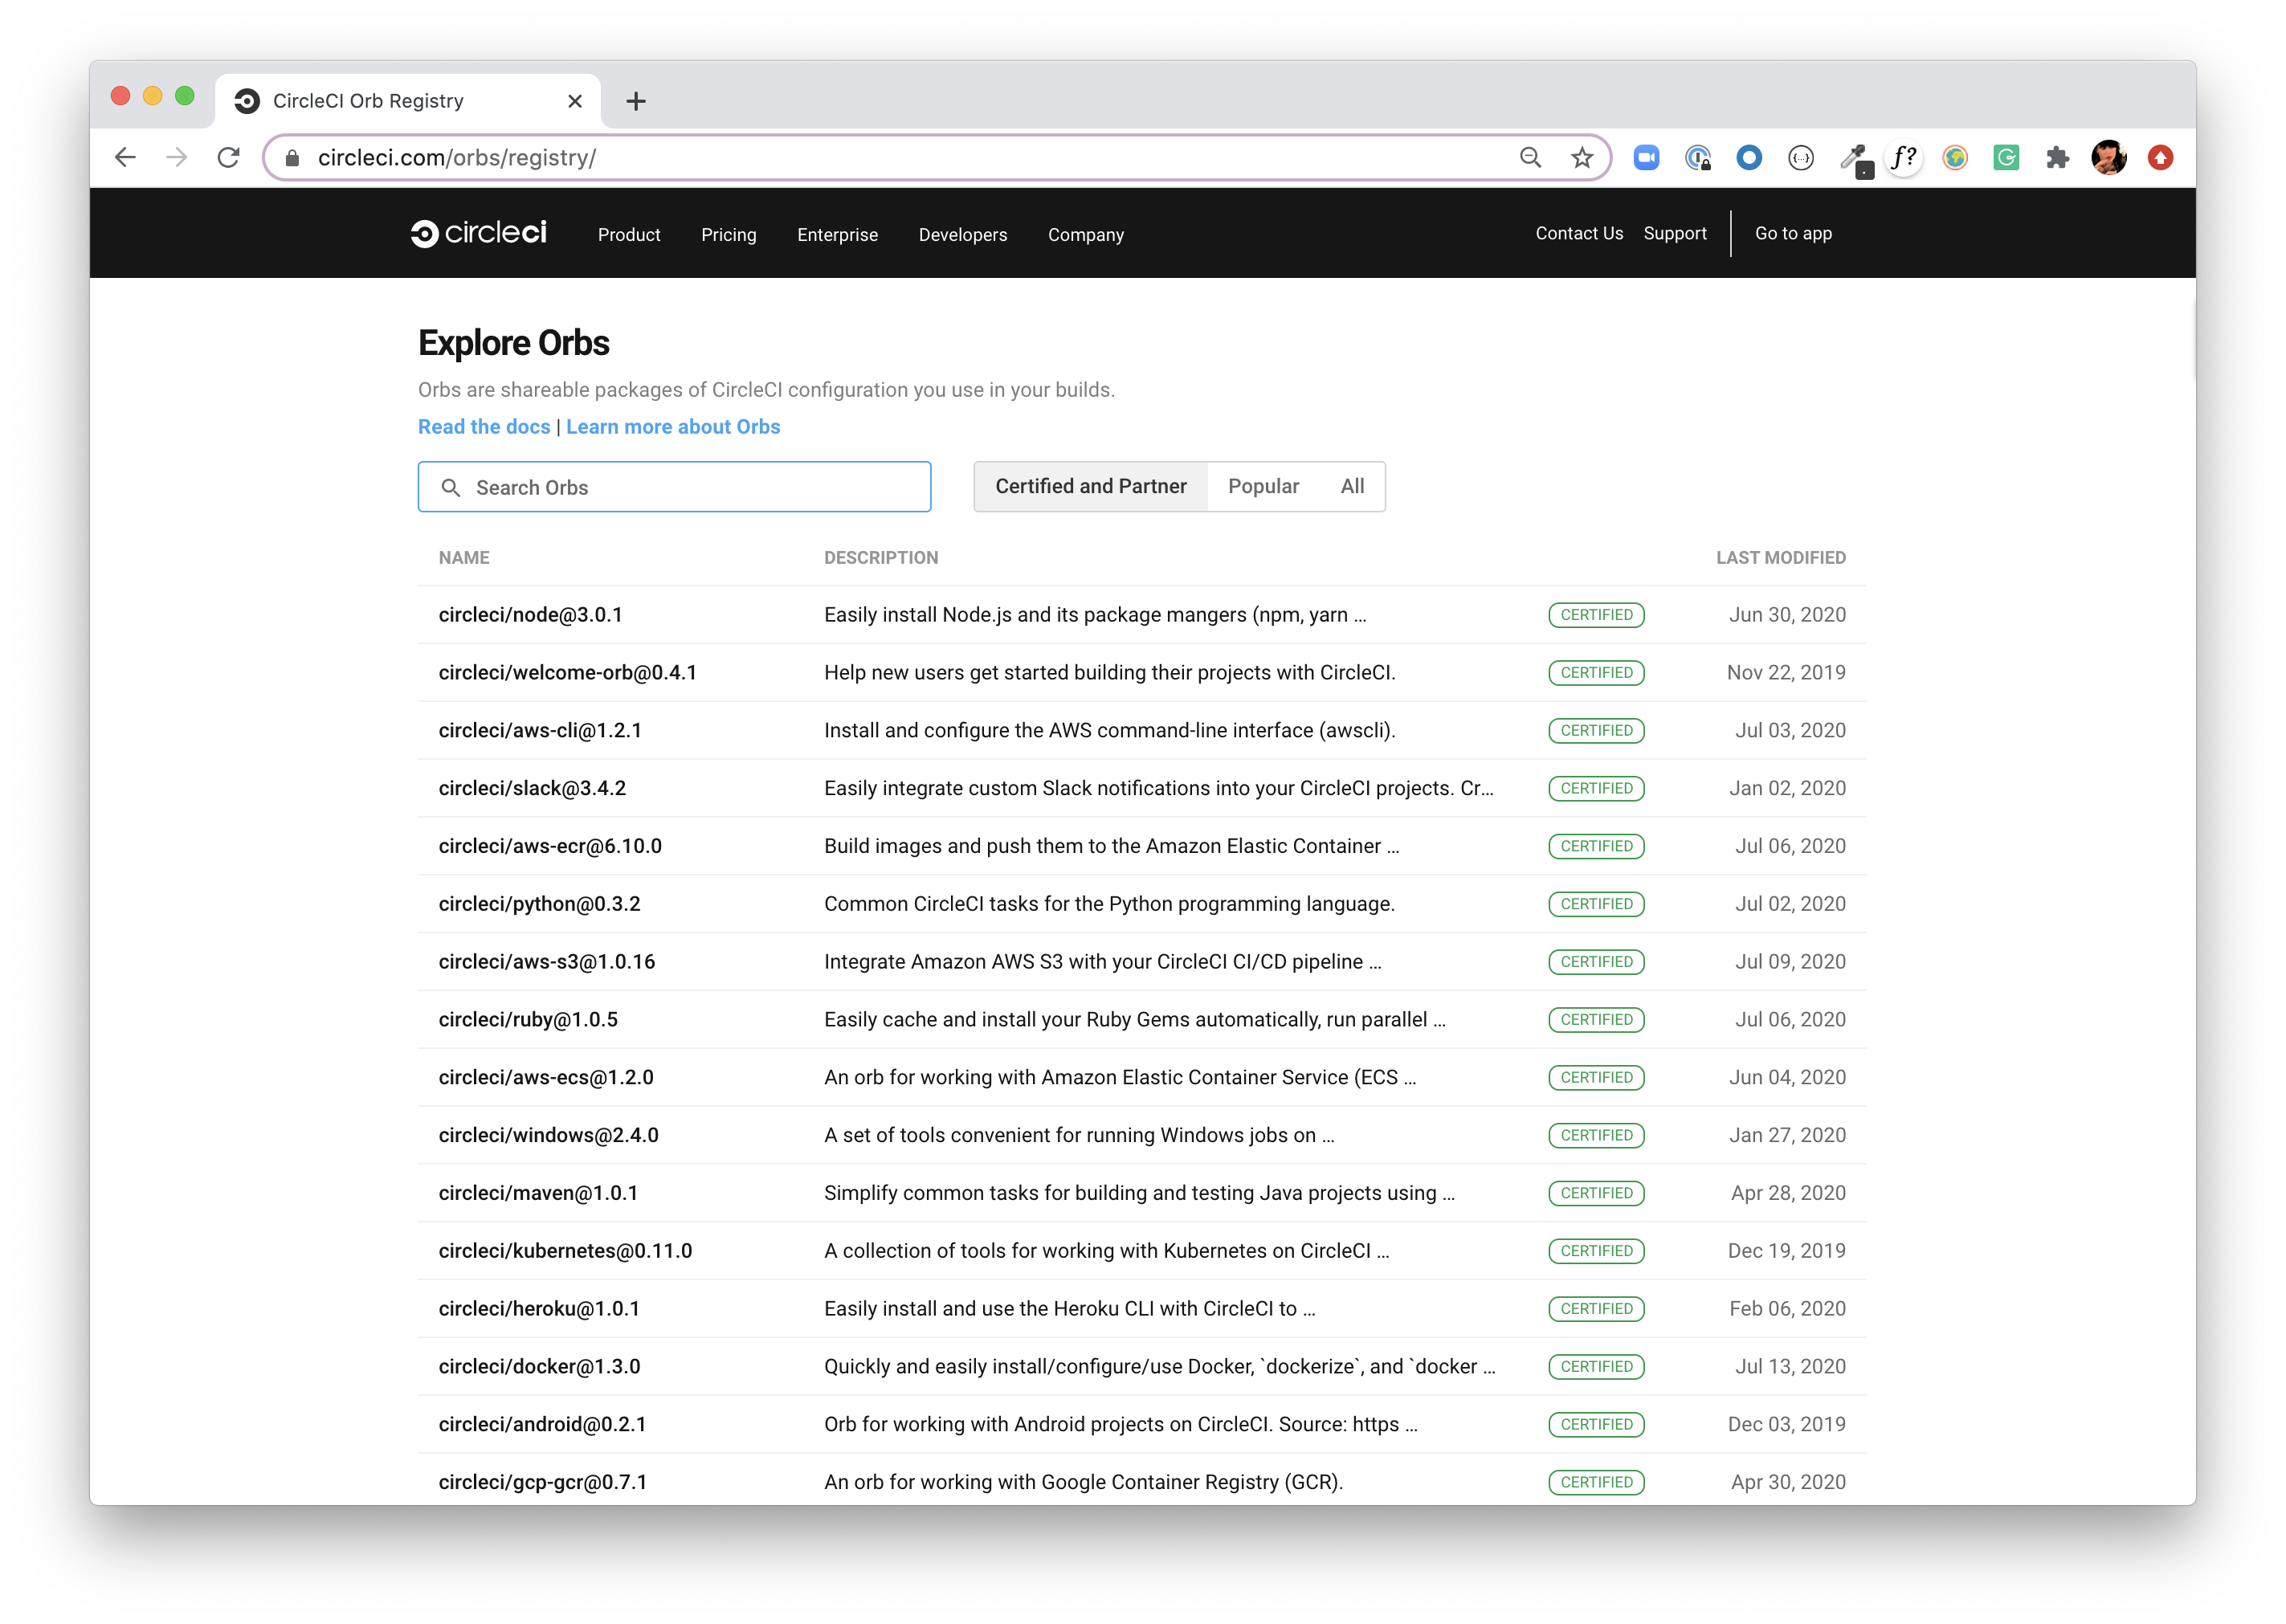 CircleCI Orb Registry
circleci.com/orbs/registry/
f?
circleci Product Pricing Enterprise Developers Company Contact Us Support Go to app
Explore Orbs
Orbs are shareable packages of CircleCI configuration you use in your builds.
Read the docs | Learn more about Orbs
Search Orbs Certified and Partner Popular All
NAME DESCRIPTION LAST MODIFIED
circleci/node@3.0.1 Easily install Node.js and its package mangers (npm, yarn ... CERTIFIED Jun 30, 2020
circleci/welcome-orb@0.4.1 Help new users get started building their projects with CircleCI. CERTIFIED Nov 22, 2019
circleci/aws-cli@1.2.1 Install and configure the AWS command-line interface (awscli). CERTIFIED Jul 03, 2020
circleci/slack@3.4.2 Easily integrate custom Slack notifications into your CircleCI projects. Cr... CERTIFIED Jan 02, 2020
circleci/aws-ecr@6.10.0 Build images and push them to the Amazon Elastic Container ... CERTIFIED Jul 06, 2020
circleci/python@0.3.2 Common CircleCI tasks for the Python programming language. CERTIFIED Jul 02, 2020
circleci/aws-s3@1.0.16 Integrate Amazon AWS S3 with your CircleCI CI/CD pipeline ... CERTIFIED Jul 09, 2020
circleci/ruby@1.0.5 Easily cache and install your Ruby Gems automatically, run parallel ... CERTIFIED Jul 06, 2020
circleci/aws-ecs@1.2.0 An orb for working with Amazon Elastic Container Service (ECS ... CERTIFIED Jun 04, 2020
circleci/windows@2.4.0 A set of tools convenient for running Windows jobs on ... CERTIFIED Jan 27, 2020
circleci/maven@1.0.1 Simplify common tasks for building and testing Java projects using ... CERTIFIED Apr 28, 2020
circleci/kubernetes@0.11.0 A collection of tools for working with Kubernetes on CircleCI ... CERTIFIED Dec 19, 2019
circleci/heroku@1.0.1 Easily install and use the Heroku CLI with CircleCI to ... CERTIFIED Feb 06, 2020
circleci/docker@1.3.0 Quickly and easily install/configure/use Docker, `dockerize`, and `docker ... CERTIFIED Jul 13, 2020
circleci/android@0.2.1 Orb for working with Android projects on CircleCI. Source: https ... CERTIFIED Dec 03, 2019
circleci/gcp-gcr@0.7.1 An orb for working with Google Container Registry (GCR). CERTIFIED Apr 30, 2020